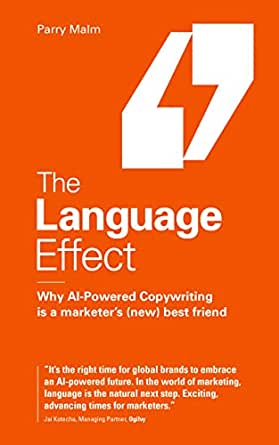 Parry Malm
The
Language
Effect
Why AI-Powered Copywriting
is a marketer's (new) best friend
"It's the right time for global brands to embrace
an AI-powered future. In the world of marketing,
language is the natural next step. Exciting,
advancing times for marketers."
Jai Kotecha, Managing Partner, Ogilvy